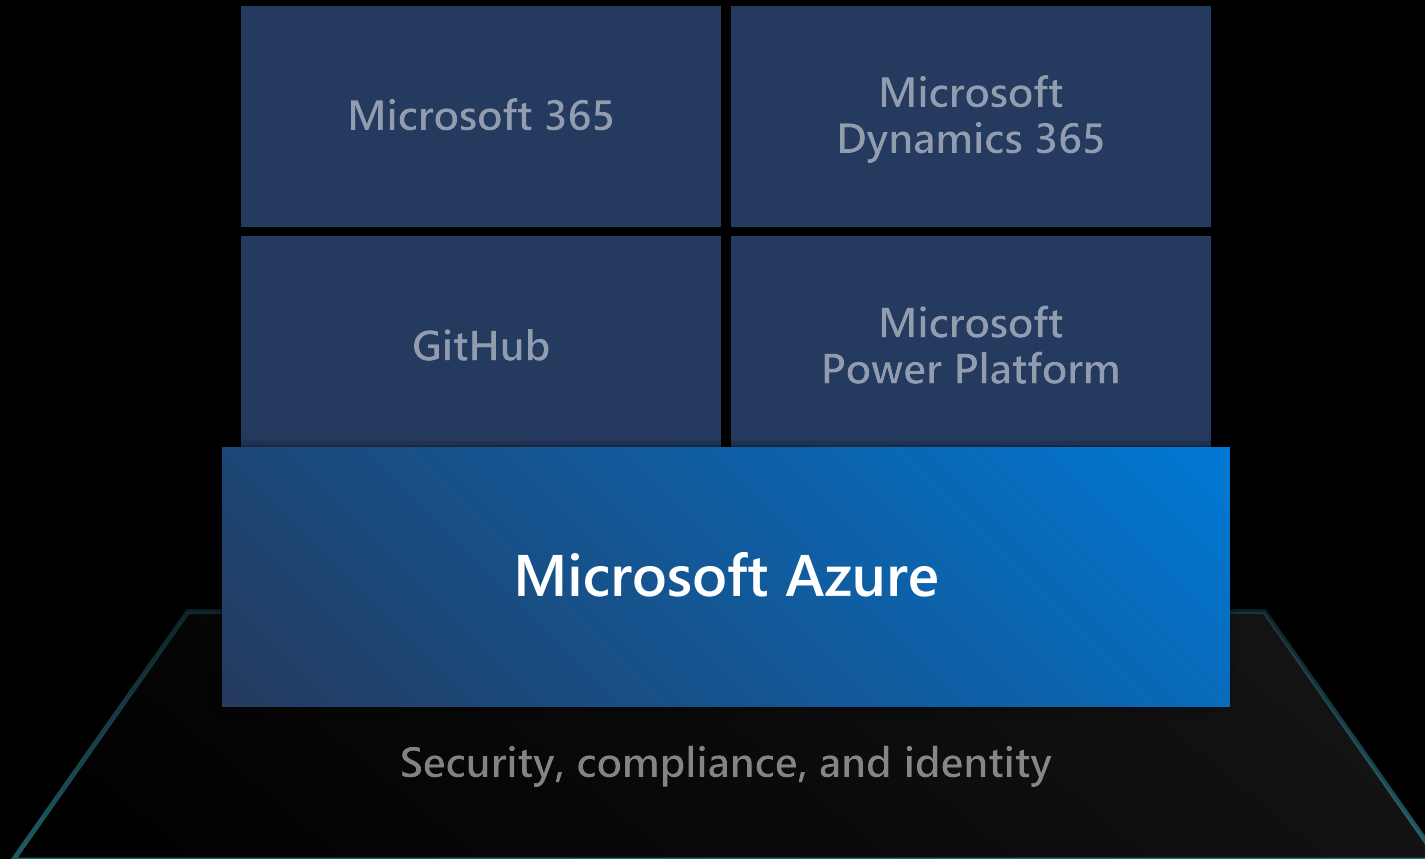 Microsoft 365
Microsoft
Dynamics 365
GitHub
Microsoft
Power Platform
Microsoft Azure
Security, compliance, and identity